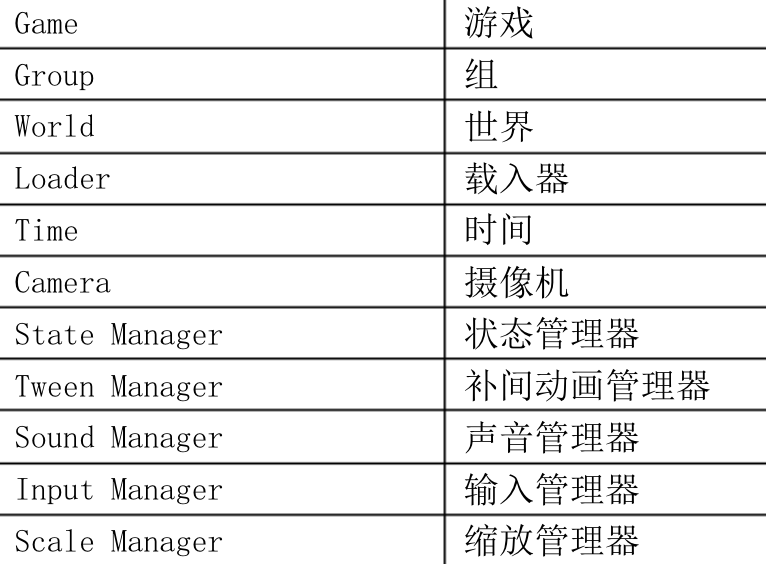 Game 游戏
Group 组
World 世界
Loader 载入器
Time 时间
Camera 摄像机
State Manager 状态管理器
Tween Manager 补间动画管理器
Sound Manager 声音管理器
Input Manager 输入管理器
Scale Manager 缩放管理器